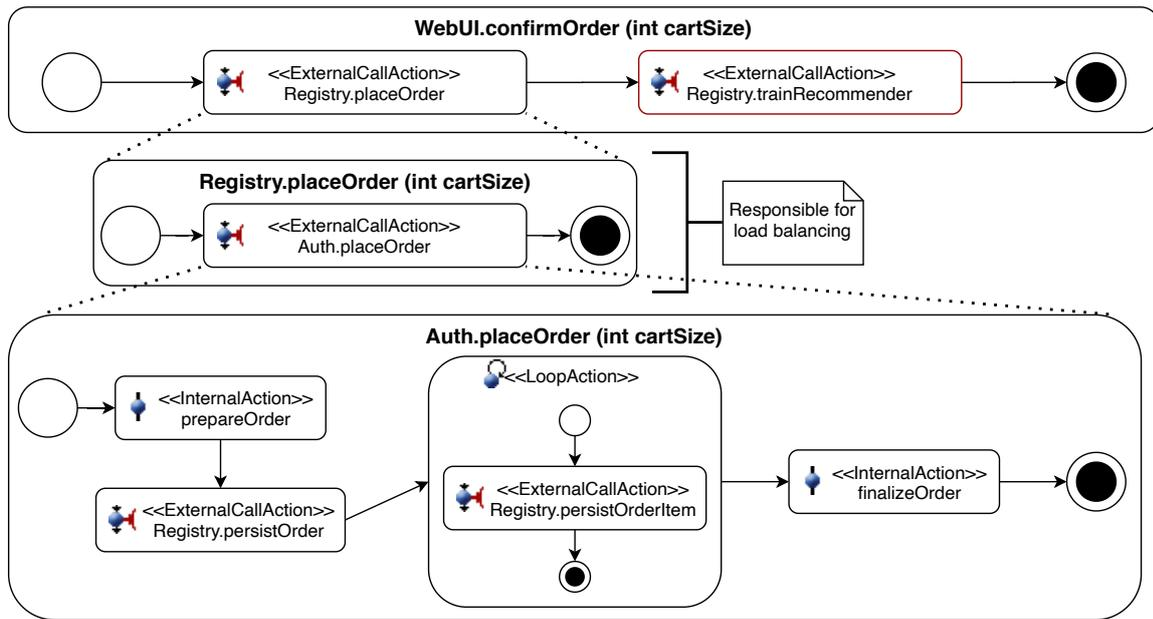 WebUI.confirmOrder (int cartSize)
<<ExternalCallAction>>
Registry.placeOrder
<<ExternalCallAction>>
Registry.trainRecommender
Registry.placeOrder (int cartSize)
<<ExternalCallAction>>
Auth.placeOrder
Responsible for
load balancing
Auth.placeOrder (int cartSize)
<<InternalAction>>
prepareOrder
<<ExternalCallAction>>
Registry.persistOrder
<<LoopAction>>
<<ExternalCallAction>>
Registry.persistOrderItem
<<InternalAction>>
finalizeOrder